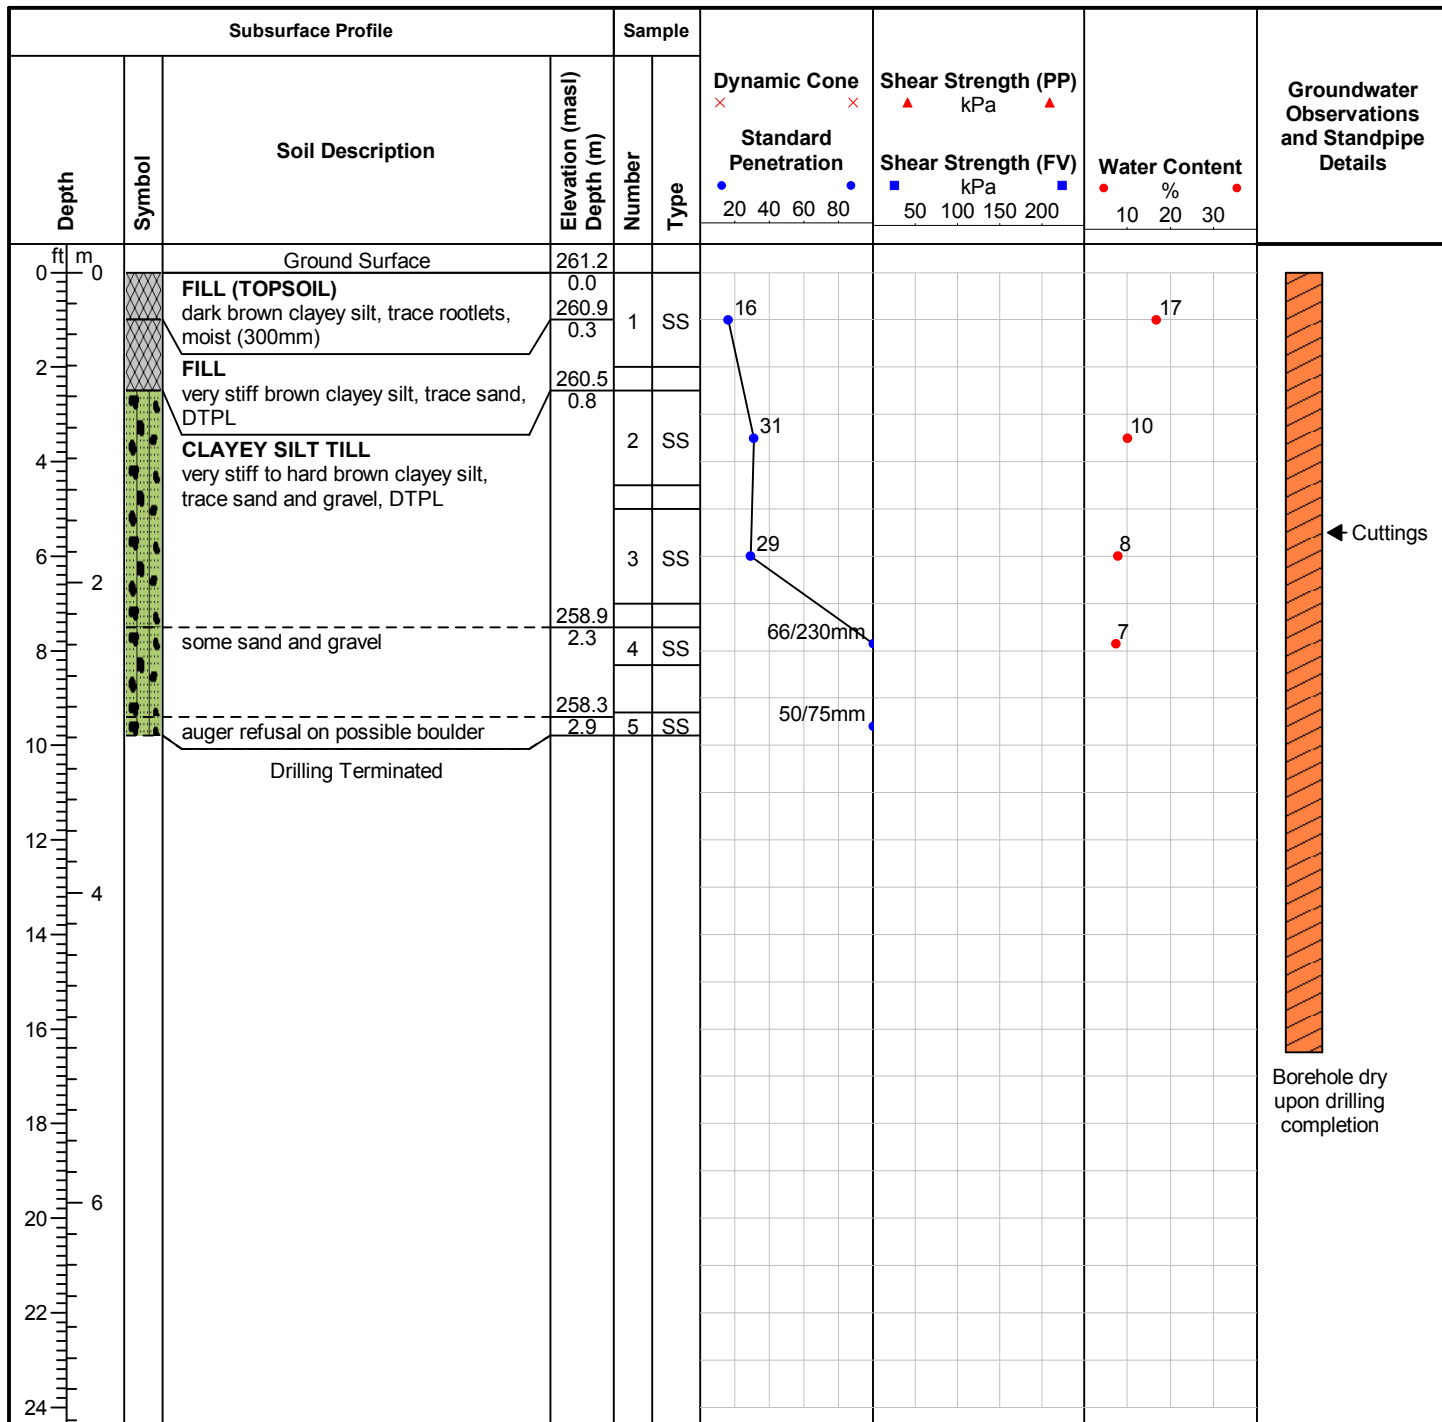 Subsurface Profile
Sample
Depth
Symbol
Soil Description
Elevation (masl)
Depth (m)
Number
Type
Dynamic Cone
Standard
Penetration
20 40 60 80
Shear Strength (PP)
kPa
Shear Strength (FV)
kPa
50 100 150 200
Water Content
%
10 20 30
Groundwater
Observations
and Standpipe
Details
ft m
Ground Surface
261.2
0 0
0.0
FILL (TOPSOIL)
dark brown clayey silt, trace rootlets,
moist (300mm)
260.9
0.3
1 SS
16
17
2
FILL
very stiff brown clayey silt, trace sand,
DTPL
260.5
0.8
2 SS
31
10
4
CLAYEY SILT TILL
very stiff to hard brown clayey silt,
trace sand and gravel, DTPL
Cuttings
3 SS
29
8
6
2
258.9
2.3
some sand and gravel
4 SS
66/230mm
7
8
258.3
2.9
auger refusal on possible boulder
5 SS
50/75mm
10
Drilling Terminated
12
4
14
16
Borehole dry
upon drilling
completion
18
6
20
22
24